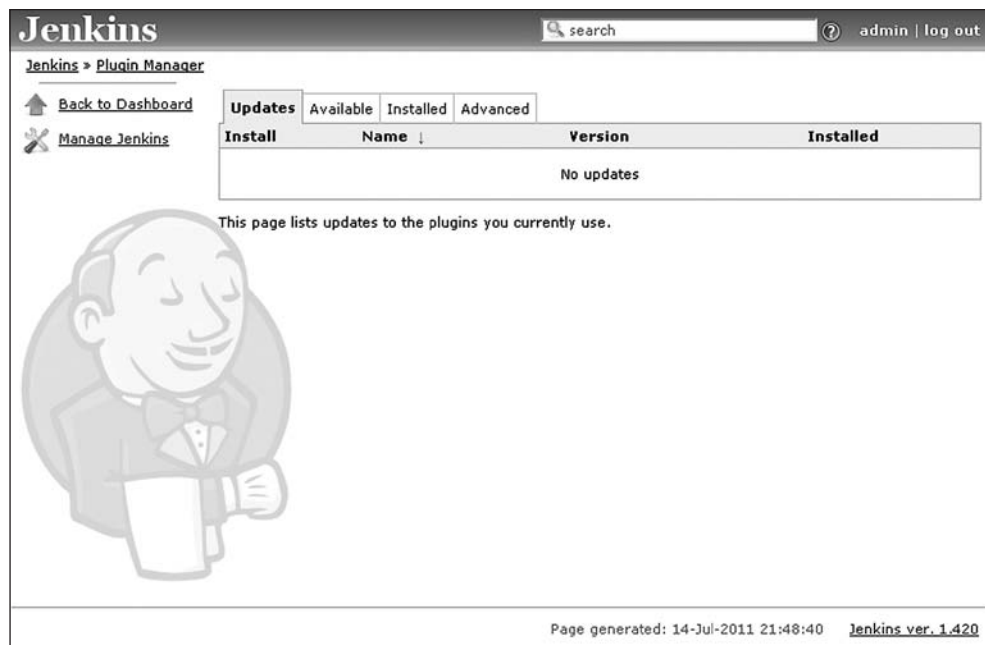 Jenkins
search
admin | log out
Jenkins » Plugin Manager
Back to Dashboard
Manage Jenkins
Updates Available Installed Advanced
Install Name ↓ Version Installed
No updates
This page lists updates to the plugins you currently use.
Page generated: 14-Jul-2011 21:48:40 Jenkins ver. 1.420